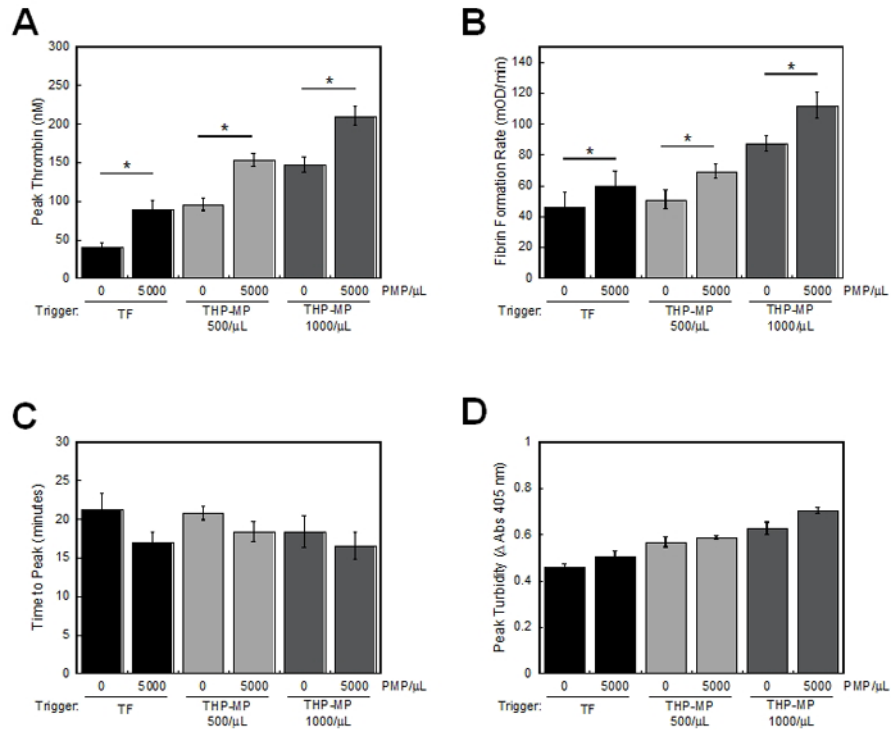 A
Peak Thrombin (nM)
300
250
200
150
100
50
0
*
*
*
0 5000 0 5000 0 5000 PMP/μL
Trigger: TF THP-MP THP-MP
500/μL 1000/μL
B
Fibrin Formation Rate (mOD/min)
140
120
100
80
60
40
20
0
*
*
*
0 5000 0 5000 0 5000 PMP/μL
Trigger: TF THP-MP THP-MP
500/μL 1000/μL
C
Time to Peak (minutes)
30
25
20
15
10
5
0
0 5000 0 5000 0 5000 PMP/μL
Trigger: TF THP-MP THP-MP
500/μL 1000/μL
D
Peak Turbidity (Δ Abs 405 nm)
1
0.8
0.6
0.4
0.2
0
0 5000 0 5000 0 5000 PMP/μL
Trigger: TF THP-MP THP-MP
500/μL 1000/μL